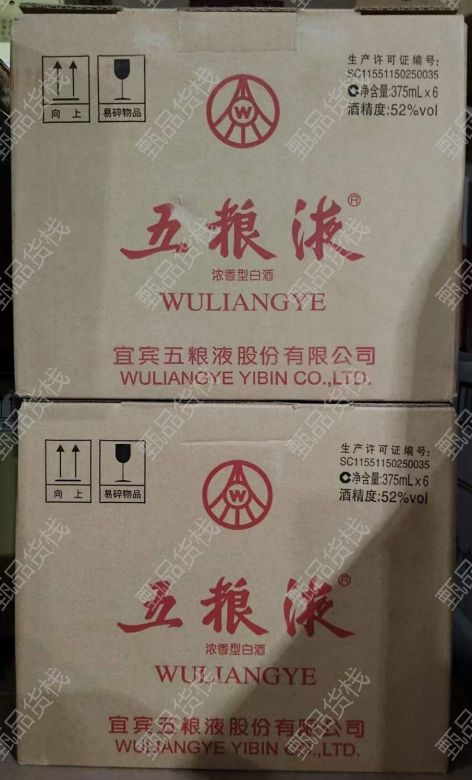 向 上
易碎物品
W
生产许可证编号:
SC11551150250035
净含量:375mL×6
酒精度:52%vol
五粮液®
浓香型白酒
WULIANGYE
宜宾五粮液股份有限公司
WULIANGYE YIBIN CO.,LTD.
向 上
易碎物品
W
生产许可证编号:
SC11551150250035
净含量:375mL×6
酒精度:52%vol
五粮液®
浓香型白酒
WULIANGYE
宜宾五粮液股份有限公司
WULIANGYE YIBIN CO.,LTD.
甄品货栈